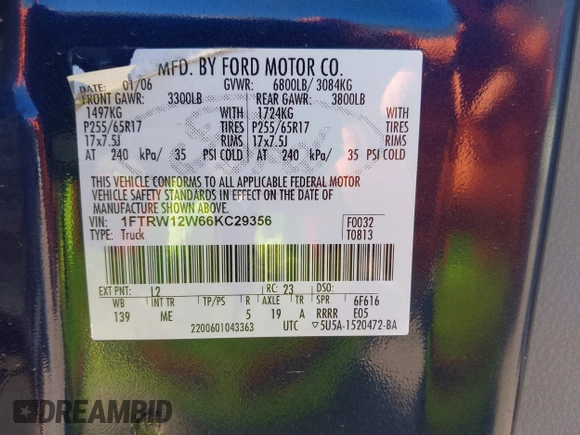 MFD. BY FORD MOTOR CO.
DATE: 01/06 GVWR: 6800LB/ 3084KG
FRONT GAWR: 3300LB REAR GAWR: 3800LB
1497KG WITH 1724KG WITH
P255/65R17 TIRES P255/65R17 TIRES
17x7.5J RIMS 17x7.5J RIMS
AT 240 kPa/ 35 PSI COLD AT 240 kPa/ 35 PSI COLD
THIS VEHICLE CONFORMS TO ALL APPLICABLE FEDERAL MOTOR
VEHICLE SAFETY STANDARDS IN EFFECT ON THE DATE OF
MANUFACTURE SHOWN ABOVE.
VIN: 1FTRW12W66KC29356 F0032
TYPE: Truck T0813
EXT PNT: 12 RC: 23 DSO:
WB INT TR TP/PS R AXLE TR SPR 6F616
139 ME 5 19 A RRRR E05
2200601043363 UTC ▽5U5A-1520472-BA
DREAMBID